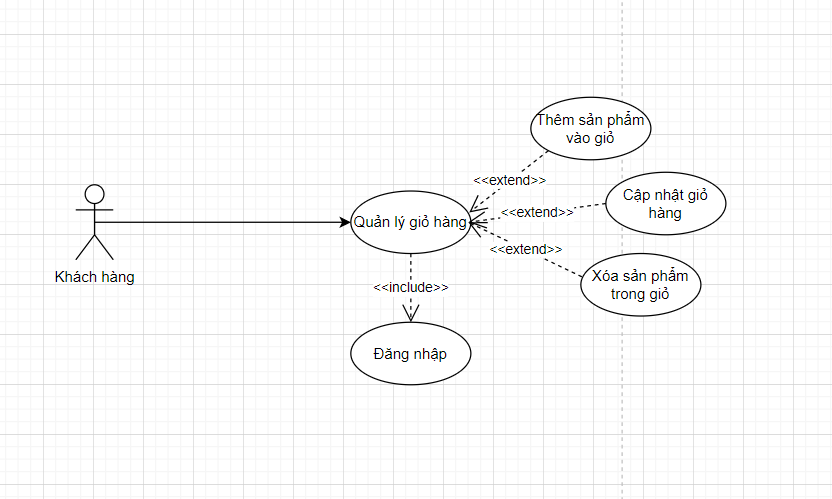 Thêm sản phẩm
vào giỏ
<<extend>>
Cập nhật giỏ
hàng
<<extend>>
Quản lý giỏ hàng
<<extend>>
Xóa sản phẩm
trong giỏ
Khách hàng
<<include>>
Đăng nhập